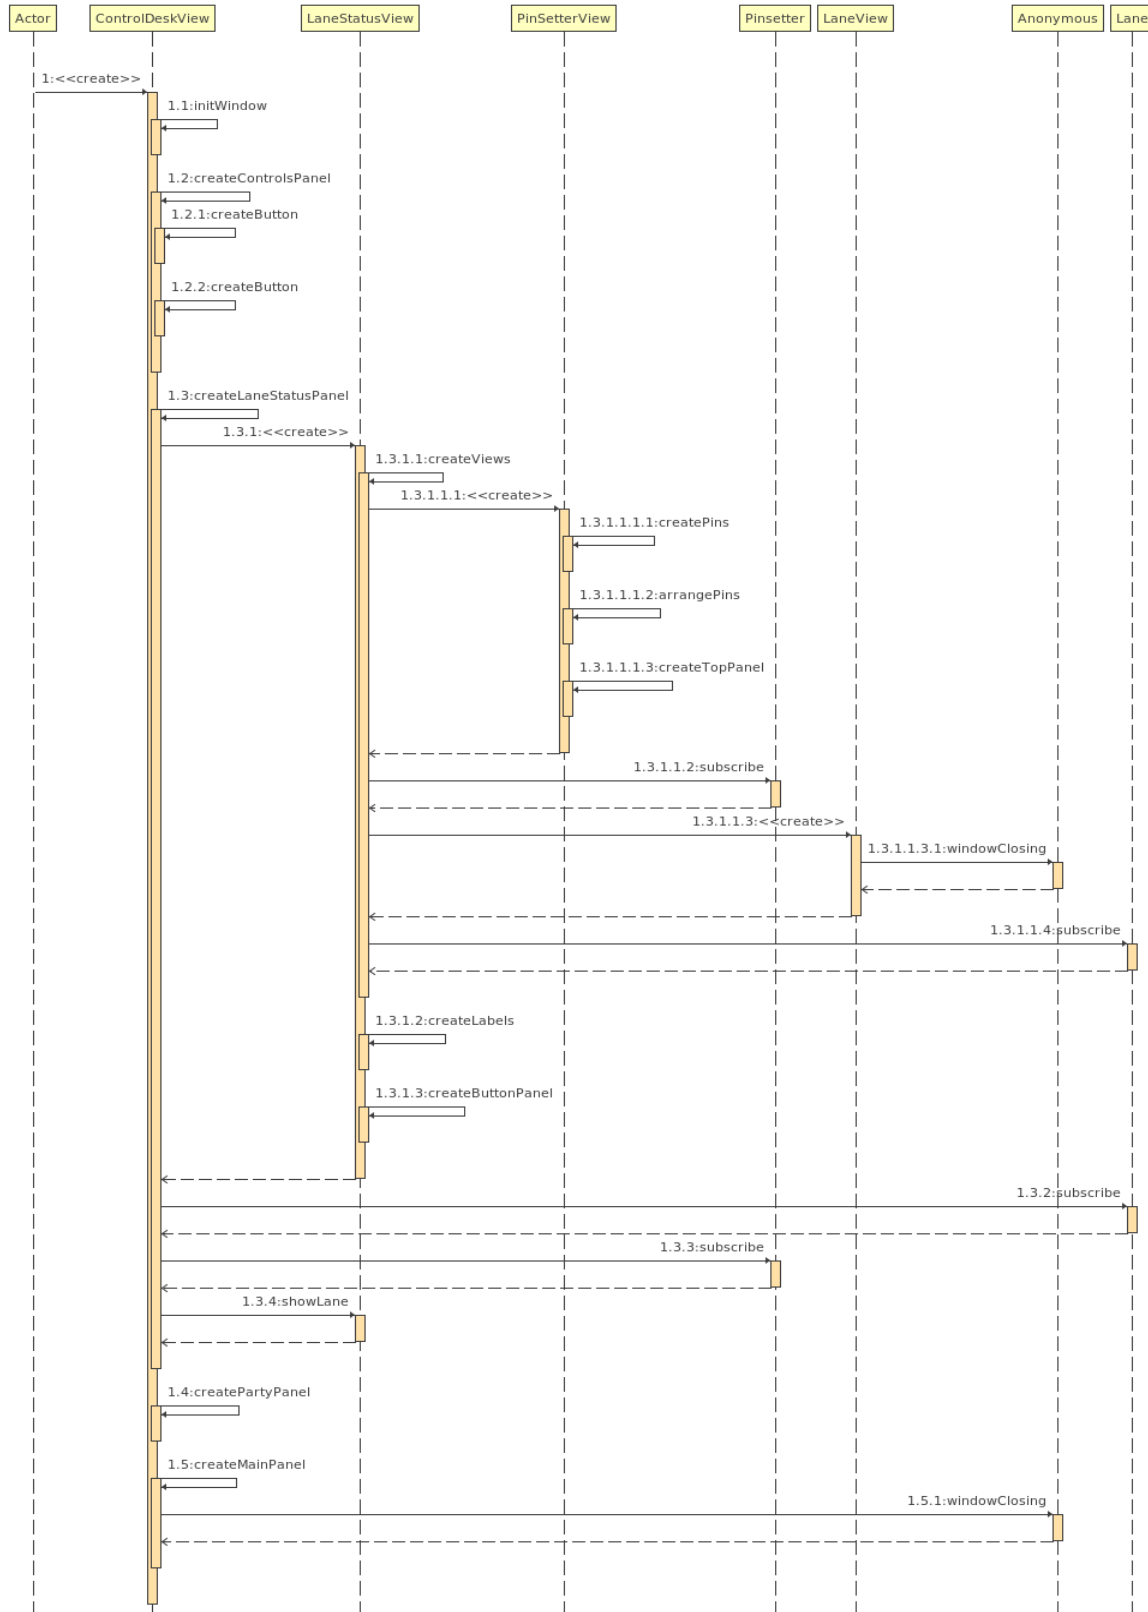 Actor ControlDeskView LaneStatusView PinSetterView Pinsetter LaneView Anonymous Lane
1:<<create>>
1.1:initWindow
1.2:createControlsPanel
1.2.1:createButton
1.2.2:createButton
1.3:createLaneStatusPanel
1.3.1:<<create>>
1.3.1.1:createViews
1.3.1.1.1:<<create>>
1.3.1.1.1.1:createPins
1.3.1.1.1.2:arrangePins
1.3.1.1.1.3:createTopPanel
1.3.1.1.2:subscribe
1.3.1.1.3:<<create>>
1.3.1.1.3.1:windowClosing
1.3.1.1.4:subscribe
1.3.1.2:createLabels
1.3.1.3:createButtonPanel
1.3.2:subscribe
1.3.3:subscribe
1.3.4:showLane
1.4:createPartyPanel
1.5:createMainPanel
1.5.1:windowClosing